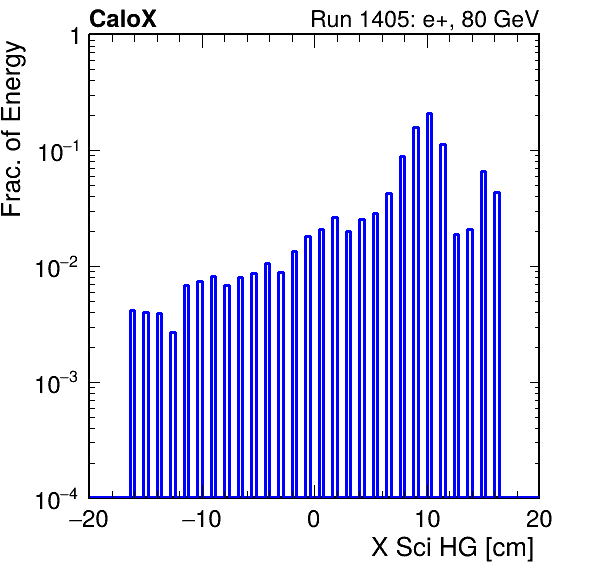 CaloX Run 1405: e+, 80 GeV
Frac. of Energy
1
10⁻¹
10⁻²
10⁻³
10⁻⁴
−20 −10 0 10 20
X Sci HG [cm]